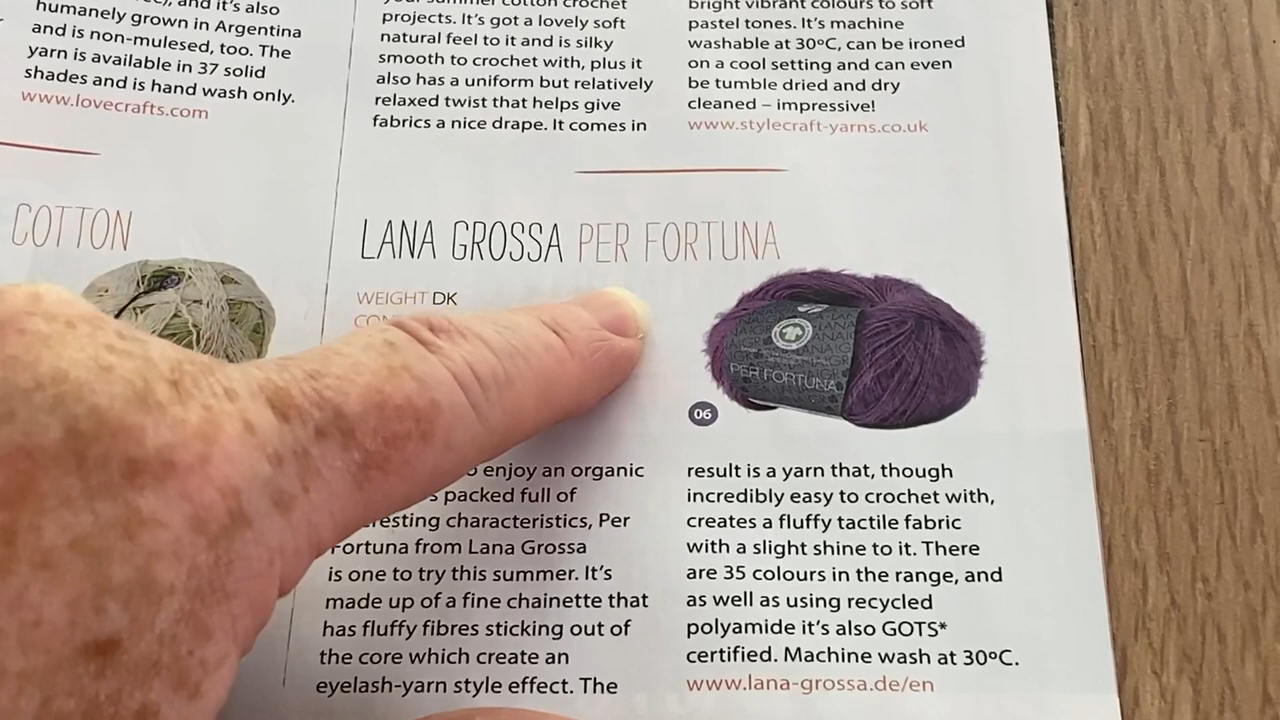 and it's also
humanely grown in Argentina
and is non-mulesed, too. The
yarn is available in 37 solid
shades and is hand wash only.
www.lovecrafts.com
summer cotton crochet
projects. It's got a lovely soft
natural feel to it and is silky
smooth to crochet with, plus it
also has a uniform but relatively
relaxed twist that helps give
fabrics a nice drape. It comes in
bright vibrant colours to soft
pastel tones. It's machine
washable at 30ºC, can be ironed
on a cool setting and can even
be tumble dried and dry
cleaned – impressive!
www.stylecraft-yarns.co.uk
COTTON
LANA GROSSA PER FORTUNA
WEIGHT DK
PER FORTUNA
06
enjoy an organic
packed full of
characteristics, Per
Fortuna from Lana Grossa
is one to try this summer. It's
made up of a fine chainette that
has fluffy fibres sticking out of
the core which create an
eyelash-yarn style effect. The
result is a yarn that, though
incredibly easy to crochet with,
creates a fluffy tactile fabric
with a slight shine to it. There
are 35 colours in the range, and
as well as using recycled
polyamide it's also GOTS*
certified. Machine wash at 30ºC.
www.lana-grossa.de/en